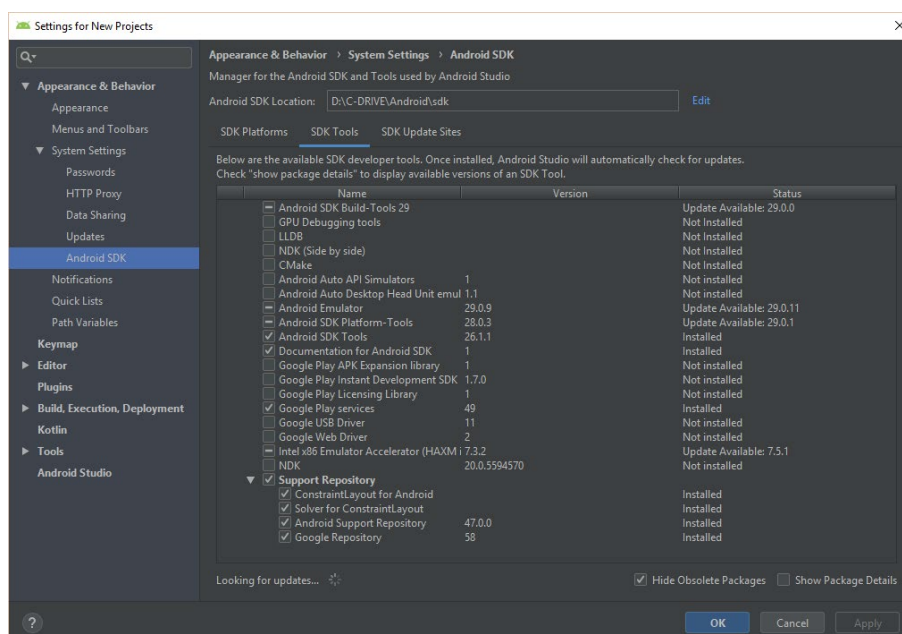 Settings for New Projects
Appearance & Behavior
Appearance
Menus and Toolbars
System Settings
Passwords
HTTP Proxy
Data Sharing
Updates
Android SDK
Notifications
Quick Lists
Path Variables
Keymap
Editor
Plugins
Build, Execution, Deployment
Kotlin
Tools
Android Studio
Appearance & Behavior > System Settings > Android SDK
Manager for the Android SDK and Tools used by Android Studio
Android SDK Location: D:\C-DRIVE\Android\sdk Edit
SDK Platforms SDK Tools SDK Update Sites
Below are the available SDK developer tools. Once installed, Android Studio will automatically check for updates.
Check "show package details" to display available versions of an SDK Tool.
Name Version Status
Android SDK Build-Tools 29 Update Available: 29.0.0
GPU Debugging tools Not Installed
LLDB Not Installed
NDK (Side by side) Not Installed
CMake Not Installed
Android Auto API Simulators 1 Not installed
Android Auto Desktop Head Unit emul 1.1 Not installed
Android Emulator 29.0.9 Update Available: 29.0.11
Android SDK Platform-Tools 28.0.3 Update Available: 29.0.1
Android SDK Tools 26.1.1 Installed
Documentation for Android SDK 1 Installed
Google Play APK Expansion library 1 Not installed
Google Play Instant Development SDK 1.7.0 Not installed
Google Play Licensing Library 1 Not installed
Google Play services 49 Installed
Google USB Driver 11 Not installed
Google Web Driver 2 Not installed
Intel x86 Emulator Accelerator (HAXM i 7.3.2 Update Available: 7.5.1
NDK 20.0.5594570 Not installed
Support Repository
ConstraintLayout for Android Installed
Solver for ConstraintLayout Installed
Android Support Repository 47.0.0 Installed
Google Repository 58 Installed
Looking for updates... Hide Obsolete Packages Show Package Details
? OK Cancel Apply